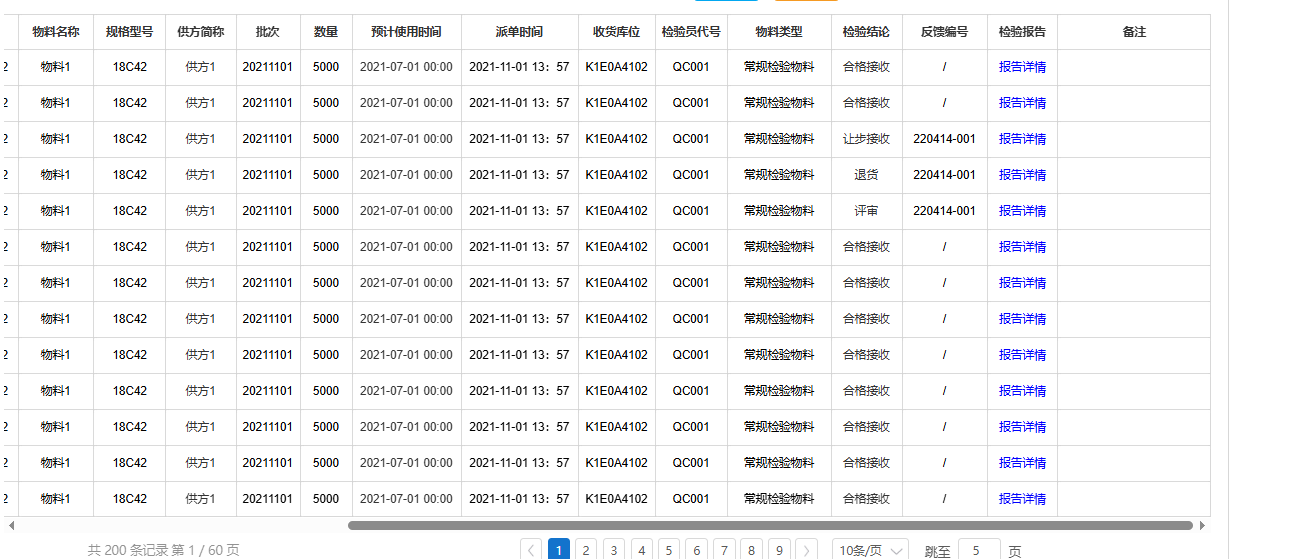 物料名称 规格型号 供方简称 批次 数量 预计使用时间 派单时间 收货库位 检验员代号 物料类型 检验结论 反馈编号 检验报告 备注
2 物料1 18C42 供方1 20211101 5000 2021-07-01 00:00 2021-11-01 13：57 K1E0A4102 QC001 常规检验物料 合格接收 / 报告详情
2 物料1 18C42 供方1 20211101 5000 2021-07-01 00:00 2021-11-01 13：57 K1E0A4102 QC001 常规检验物料 合格接收 / 报告详情
2 物料1 18C42 供方1 20211101 5000 2021-07-01 00:00 2021-11-01 13：57 K1E0A4102 QC001 常规检验物料 让步接收 220414-001 报告详情
2 物料1 18C42 供方1 20211101 5000 2021-07-01 00:00 2021-11-01 13：57 K1E0A4102 QC001 常规检验物料 退货 220414-001 报告详情
2 物料1 18C42 供方1 20211101 5000 2021-07-01 00:00 2021-11-01 13：57 K1E0A4102 QC001 常规检验物料 评审 220414-001 报告详情
2 物料1 18C42 供方1 20211101 5000 2021-07-01 00:00 2021-11-01 13：57 K1E0A4102 QC001 常规检验物料 合格接收 / 报告详情
2 物料1 18C42 供方1 20211101 5000 2021-07-01 00:00 2021-11-01 13：57 K1E0A4102 QC001 常规检验物料 合格接收 / 报告详情
2 物料1 18C42 供方1 20211101 5000 2021-07-01 00:00 2021-11-01 13：57 K1E0A4102 QC001 常规检验物料 合格接收 / 报告详情
2 物料1 18C42 供方1 20211101 5000 2021-07-01 00:00 2021-11-01 13：57 K1E0A4102 QC001 常规检验物料 合格接收 / 报告详情
2 物料1 18C42 供方1 20211101 5000 2021-07-01 00:00 2021-11-01 13：57 K1E0A4102 QC001 常规检验物料 合格接收 / 报告详情
2 物料1 18C42 供方1 20211101 5000 2021-07-01 00:00 2021-11-01 13：57 K1E0A4102 QC001 常规检验物料 合格接收 / 报告详情
2 物料1 18C42 供方1 20211101 5000 2021-07-01 00:00 2021-11-01 13：57 K1E0A4102 QC001 常规检验物料 合格接收 / 报告详情
2 物料1 18C42 供方1 20211101 5000 2021-07-01 00:00 2021-11-01 13：57 K1E0A4102 QC001 常规检验物料 合格接收 / 报告详情
共 200 条记录 第 1 / 60 页 1 2 3 4 5 6 7 8 9 10条/页 跳至 5 页